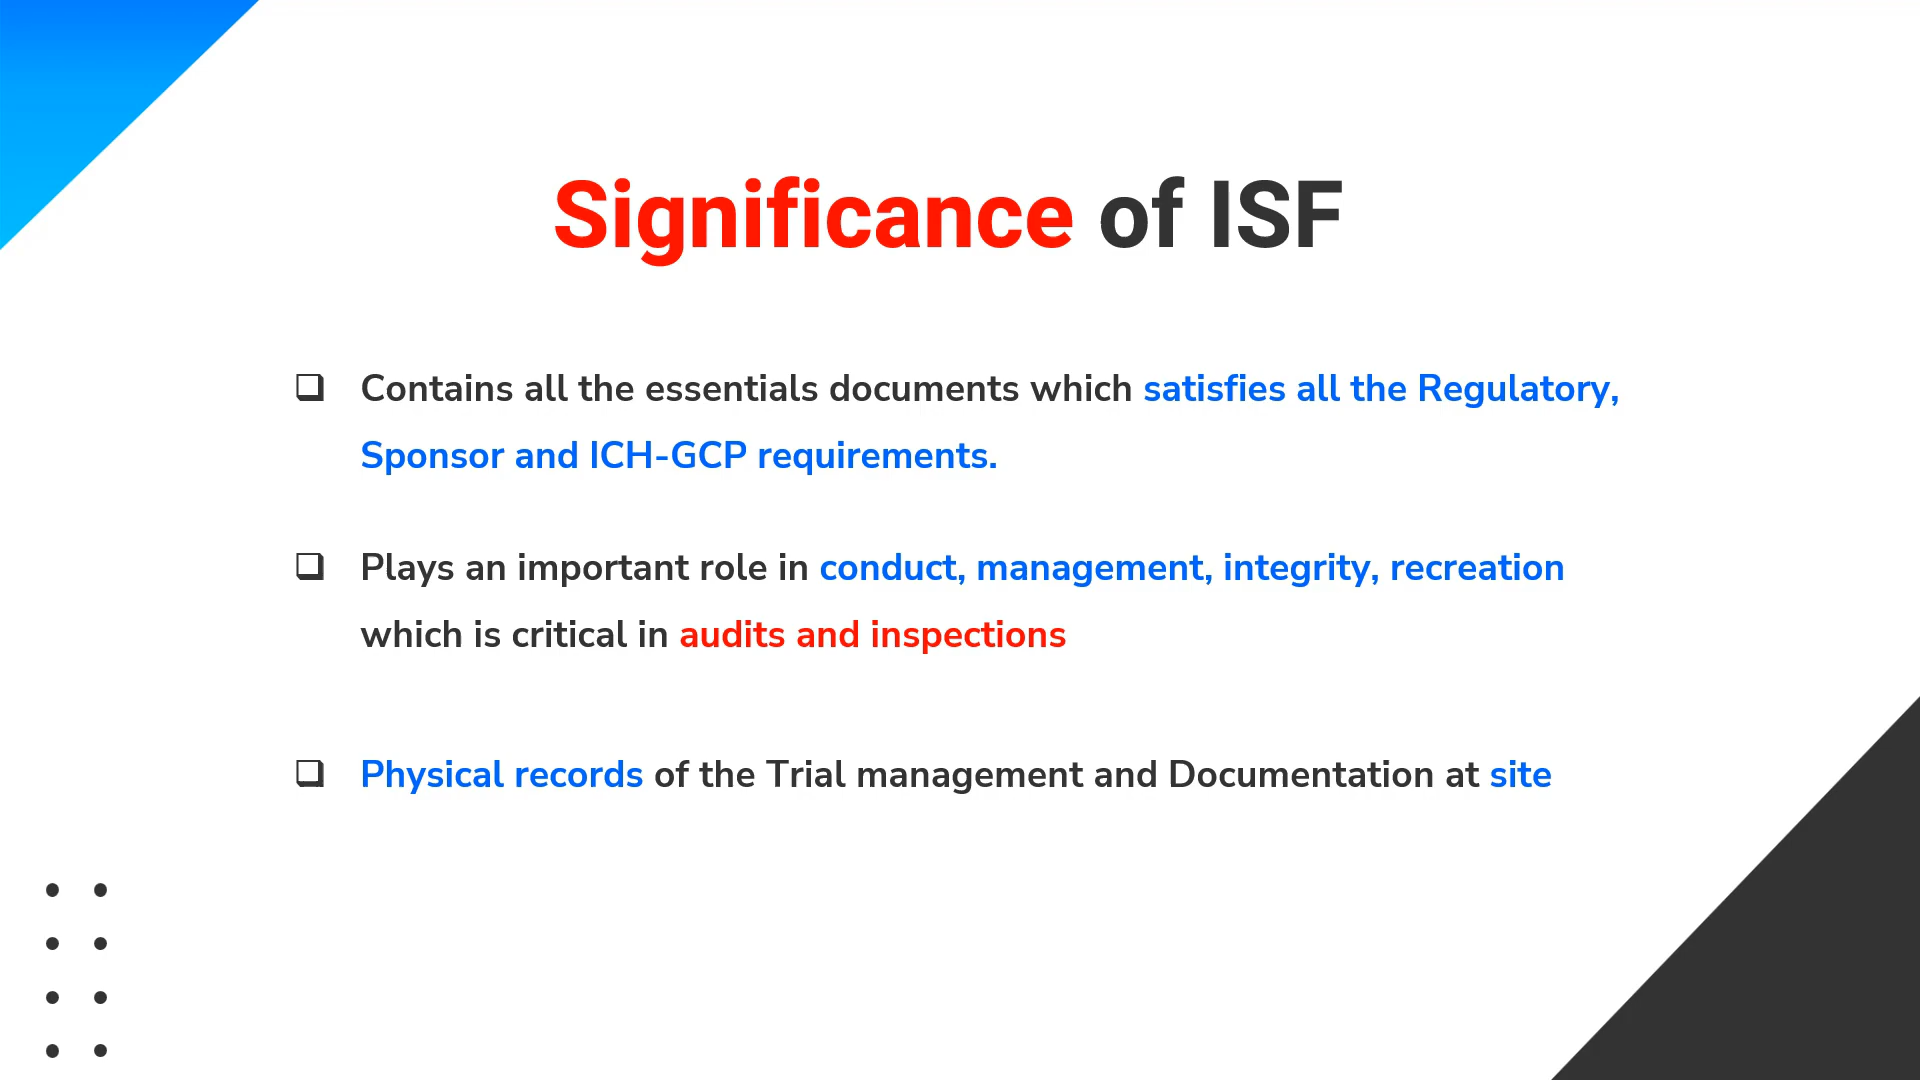 Significance of ISF
❑ Contains all the essentials documents which satisfies all the Regulatory,
Sponsor and ICH-GCP requirements.
❑ Plays an important role in conduct, management, integrity, recreation
which is critical in audits and inspections
❑ Physical records of the Trial management and Documentation at site